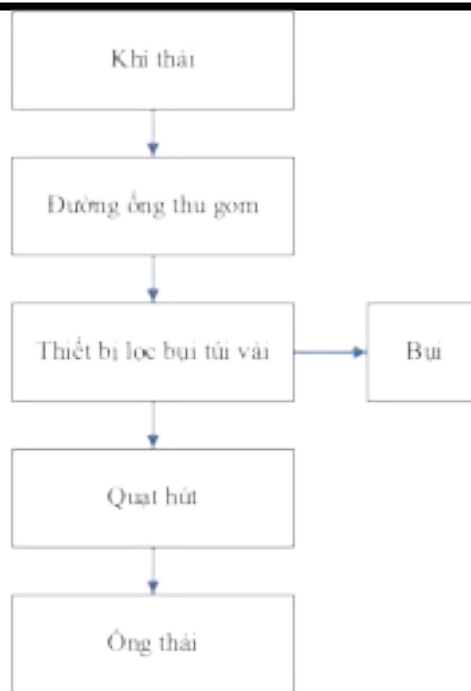 Khí thải
Đường ống thu gom
Thiết bị lọc bụi túi vải
Bụi
Quạt hút
Ống thải